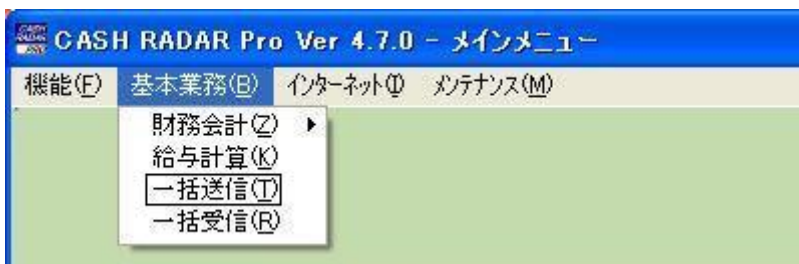 CASH RADAR Pro Ver 4.7.0 - メインメニュー
機能(F) 基本業務(B) インターネット(I) メンテナンス(M)
財務会計(Z)
給与計算(K)
一括送信(T)
一括受信(R)